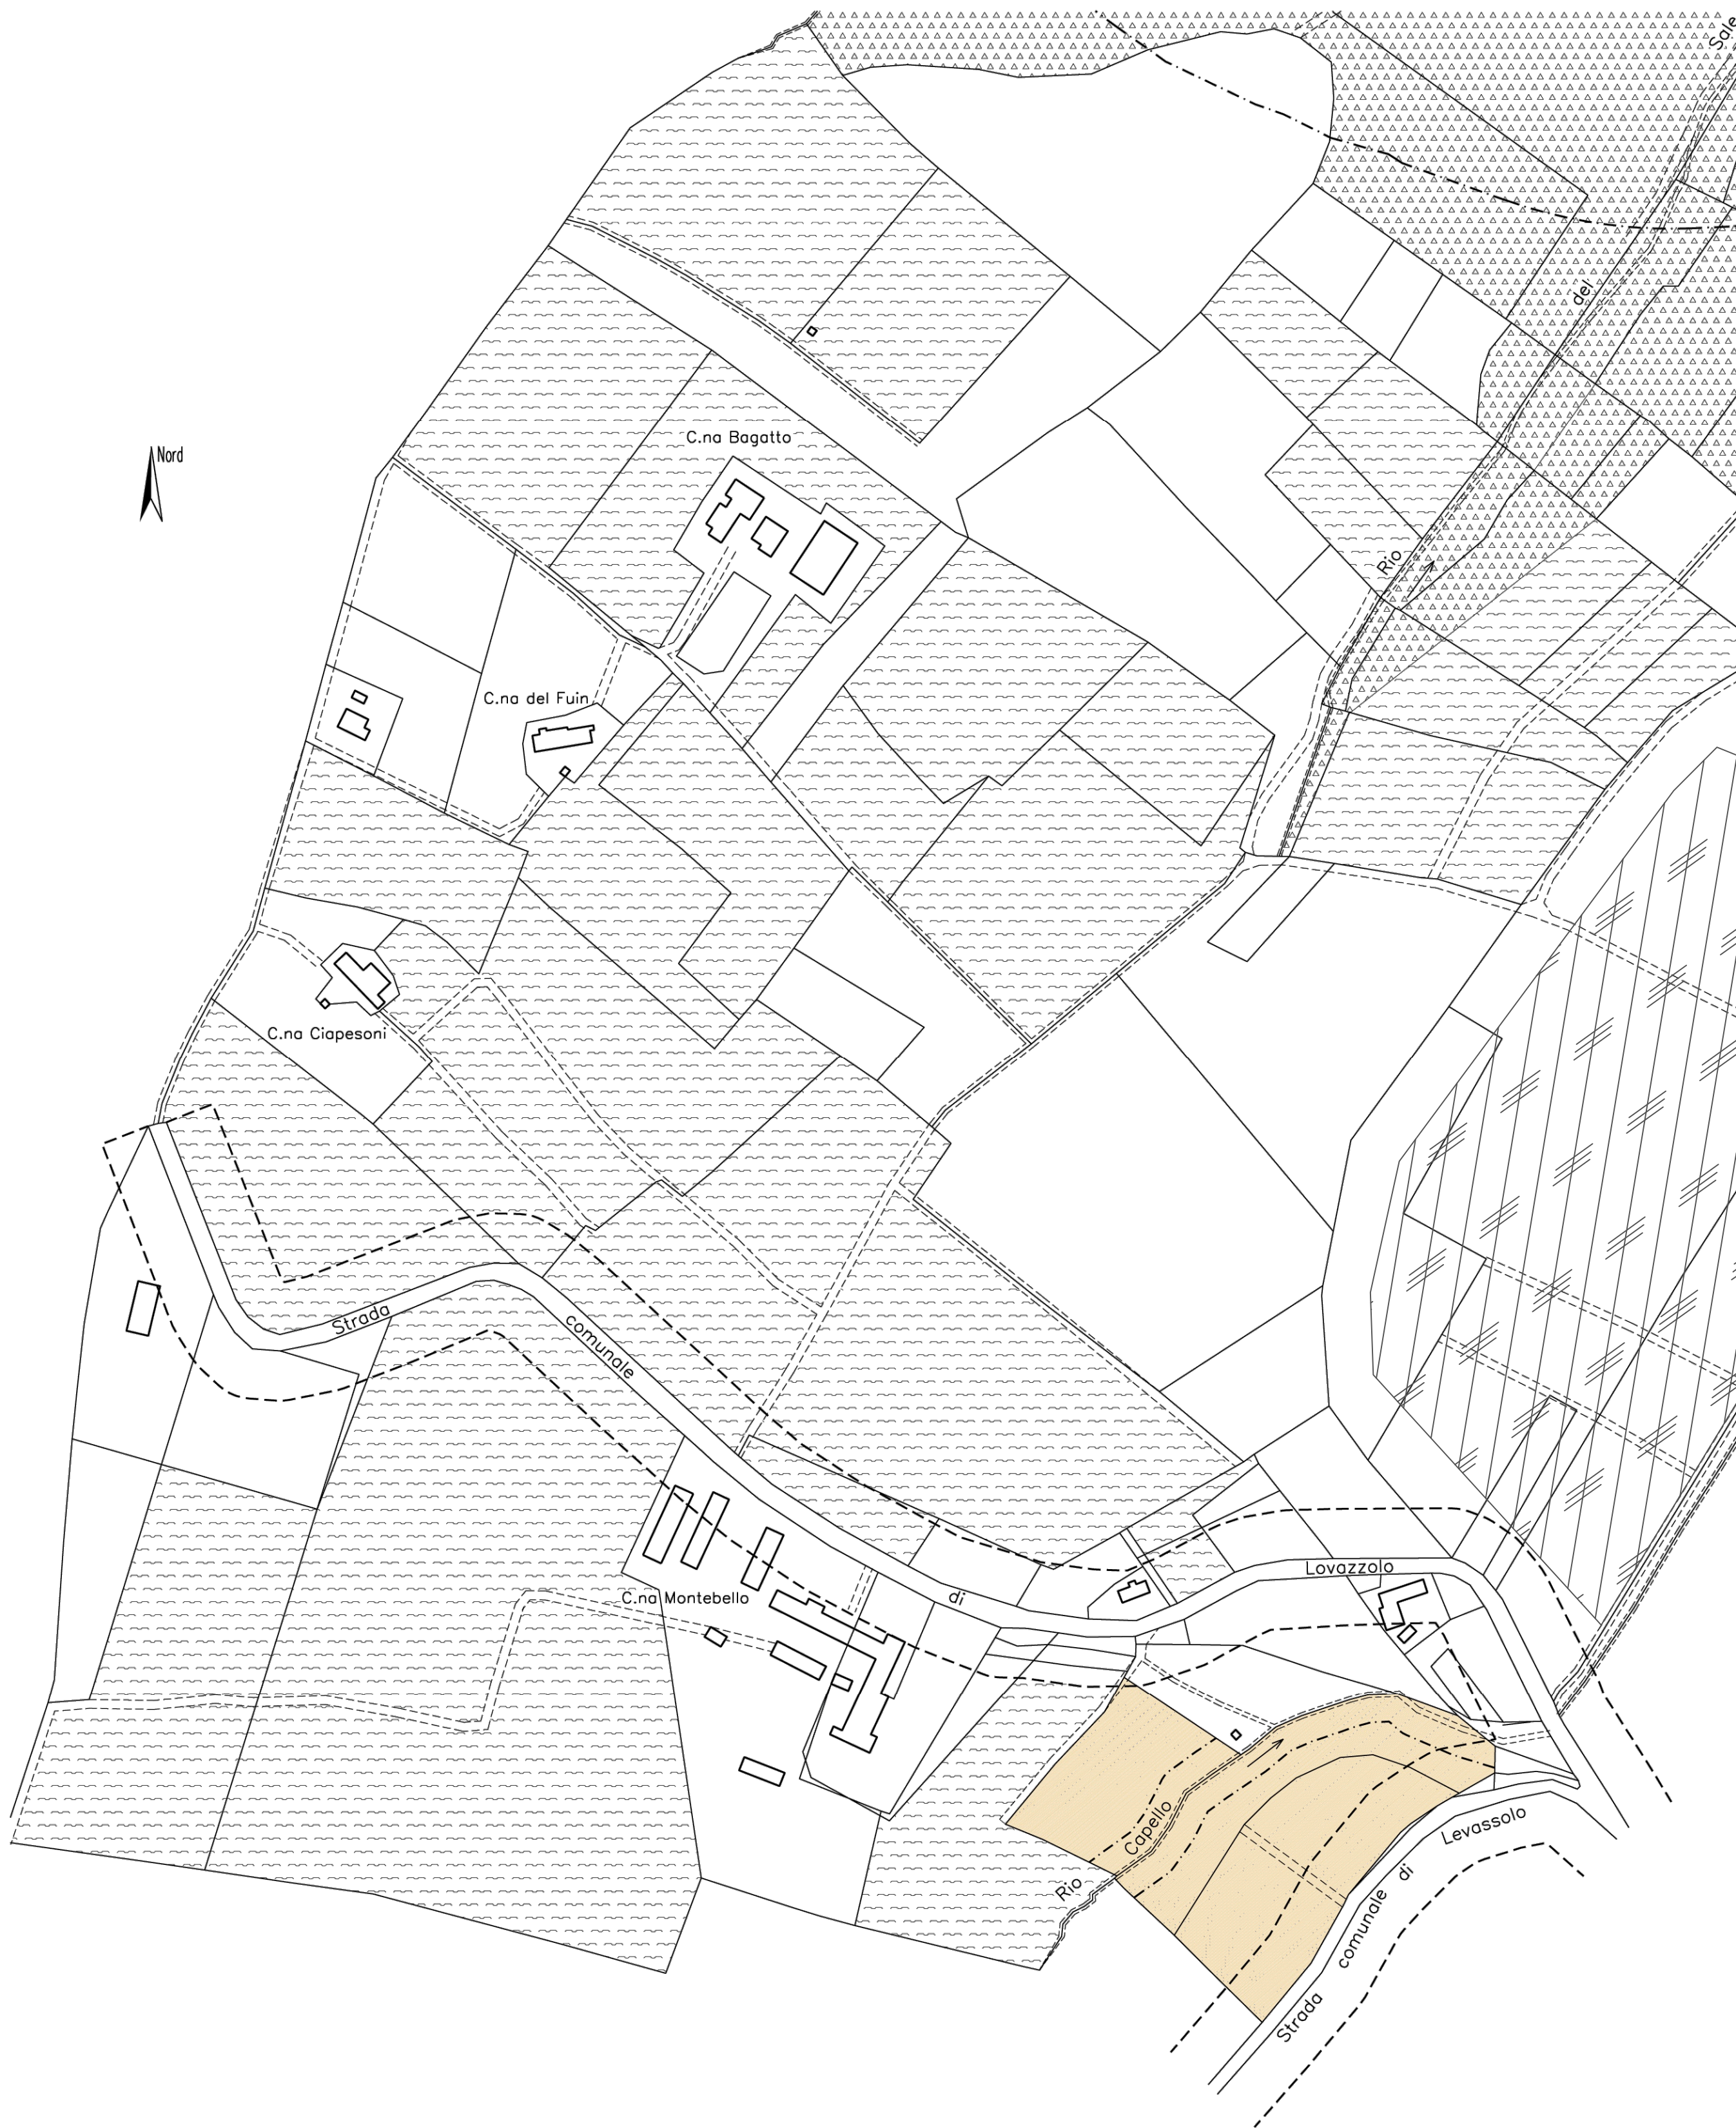 Sale
del
C.na Bagatto
Nord
Rio
C.na del Fuin
C.na Ciapesoni
Strada
comunale
Lovazzolo
C.na Montebello
di
Levassolo
Capello
di
Rio
comunale
Strada